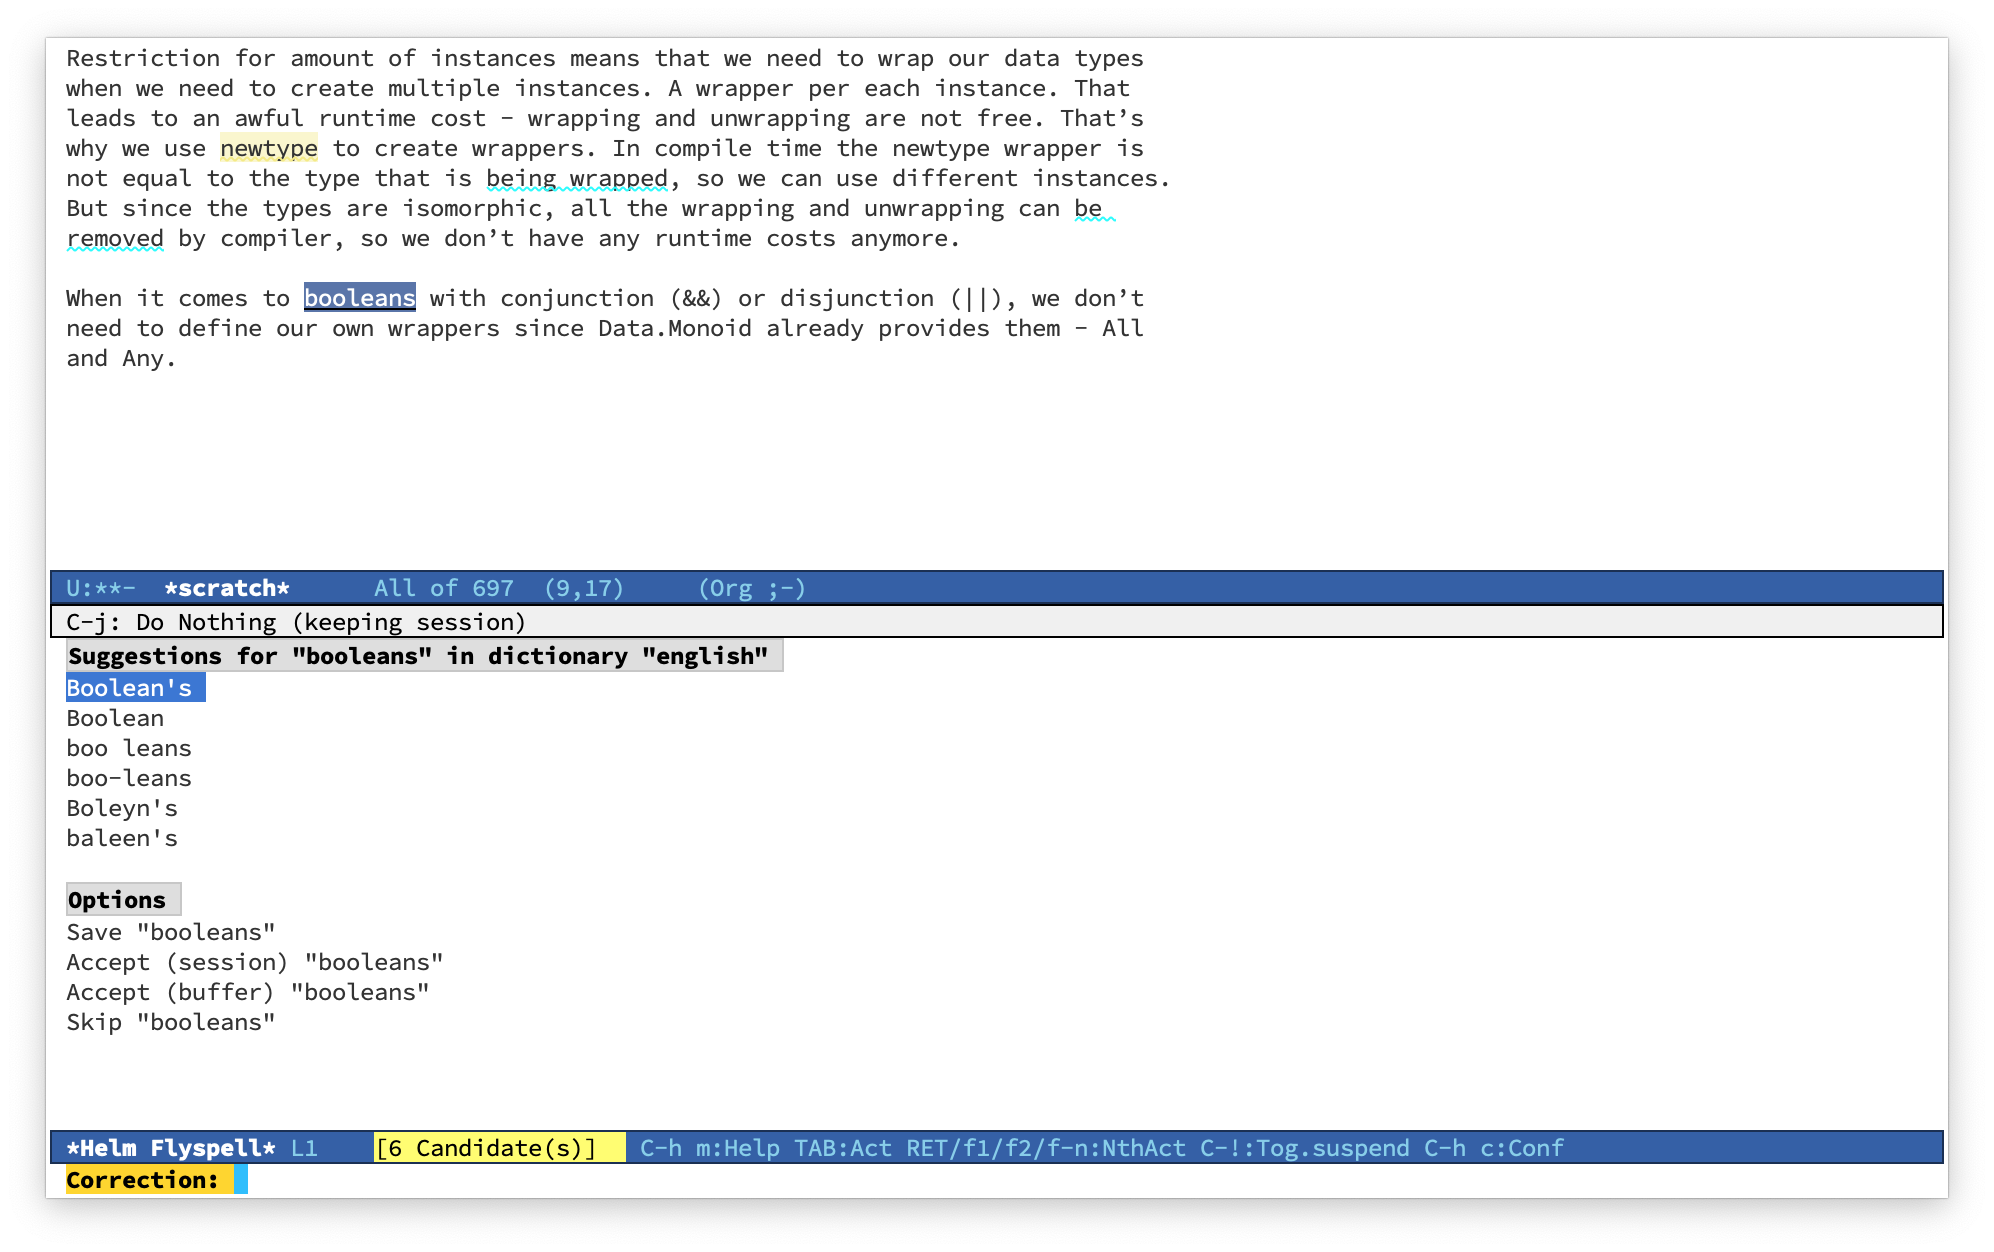 Restriction for amount of instances means that we need to wrap our data types
when we need to create multiple instances. A wrapper per each instance. That
leads to an awful runtime cost – wrapping and unwrapping are not free. That’s
why we use newtype to create wrappers. In compile time the newtype wrapper is
not equal to the type that is being wrapped, so we can use different instances.
But since the types are isomorphic, all the wrapping and unwrapping can be
removed by compiler, so we don’t have any runtime costs anymore.
When it comes to booleans with conjunction (&&) or disjunction (||), we don’t
need to define our own wrappers since Data.Monoid already provides them – All
and Any.
U:**-  *scratch*      All of 697  (9,17)     (Org ;-)
C-j: Do Nothing (keeping session)
Suggestions for "booleans" in dictionary "english"
Boolean's
Boolean
boo leans
boo-leans
Boleyn's
baleen's
Options
Save "booleans"
Accept (session) "booleans"
Accept (buffer) "booleans"
Skip "booleans"
*Helm Flyspell* L1    [6 Candidate(s)]   C-h m:Help TAB:Act RET/f1/f2/f-n:NthAct C-!:Tog.suspend C-h c:Conf
Correction: